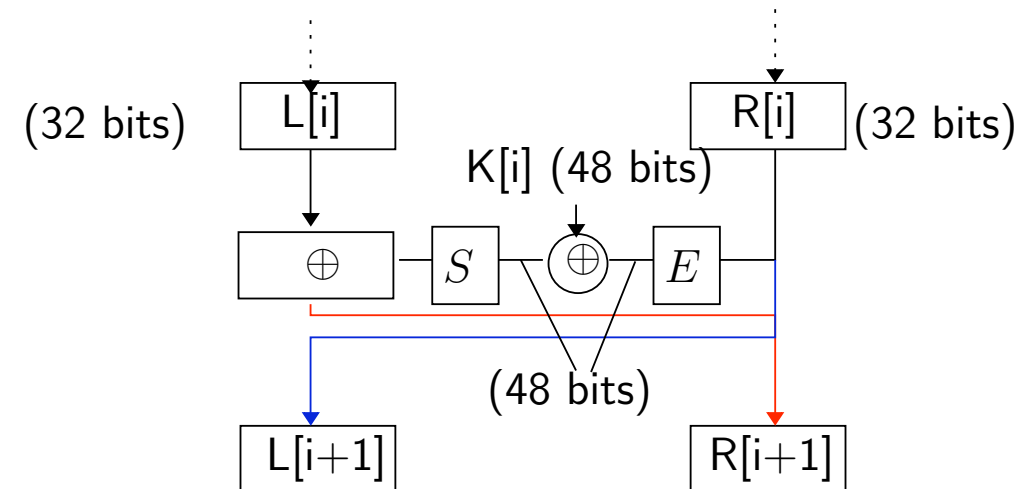 L[i]
R[i]
(32 bits)
(32 bits)
K[i] (48 bits)
⊕
S
⊕
E
(48 bits)
L[i+1]
R[i+1]